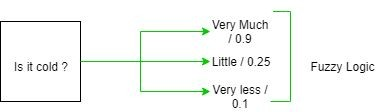 Is it cold ?
Very Much
/ 0.9
Little / 0.25
Very less /
0.1
Fuzzy Logic